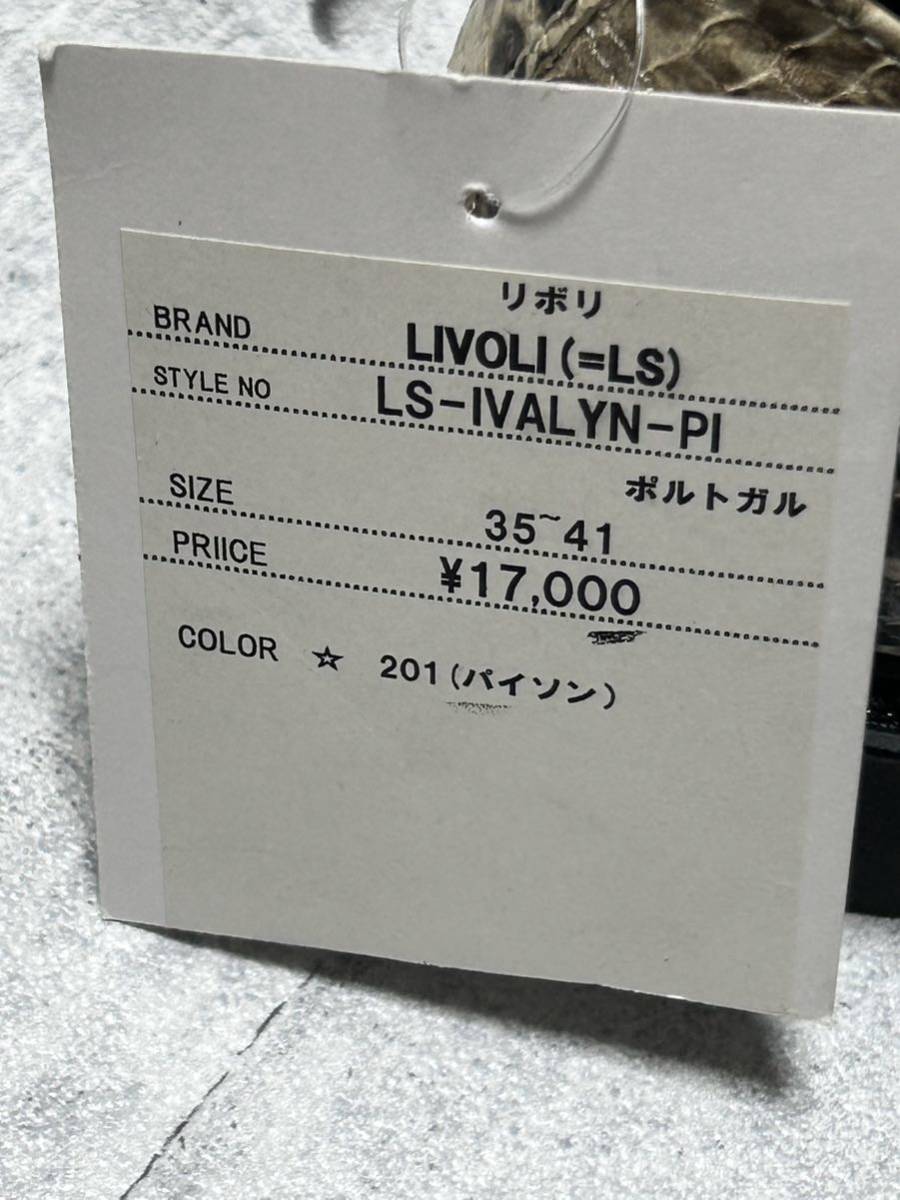 リボリ
BRAND LIVOLI (=LS)
STYLE NO LS-IVALYN-PI
ポルトガル
SIZE 35~41
PRIICE ¥17,000
COLOR ☆ 201 (パイソン)